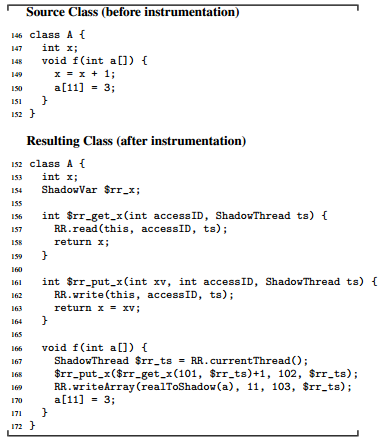 Source Class (before instrumentation)
146 class A {
147 int x;
148 void f(int a[]) {
149 x = x + 1;
150 a[11] = 3;
151 }
152 }
Resulting Class (after instrumentation)
152 class A {
153 int x;
154 ShadowVar $rr_x;
155
156 int $rr_get_x(int accessID, ShadowThread ts) {
157 RR.read(this, accessID, ts);
158 return x;
159 }
160
161 int $rr_put_x(int xv, int accessID, ShadowThread ts) {
162 RR.write(this, accessID, ts);
163 return x = xv;
164 }
165
166 void f(int a[]) {
167 ShadowThread $rr_ts = RR.currentThread();
168 $rr_put_x($rr_get_x(101, $rr_ts)+1, 102, $rr_ts);
169 RR.writeArray(realToShadow(a), 11, 103, $rr_ts);
170 a[11] = 3;
171 }
172 }